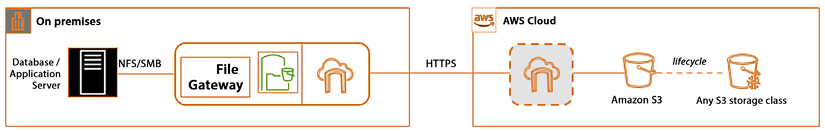 On premises
Database /
Application
Server
NFS/SMB
File
Gateway
HTTPS
aws
AWS Cloud
Amazon S3
lifecycle
Any S3 storage class